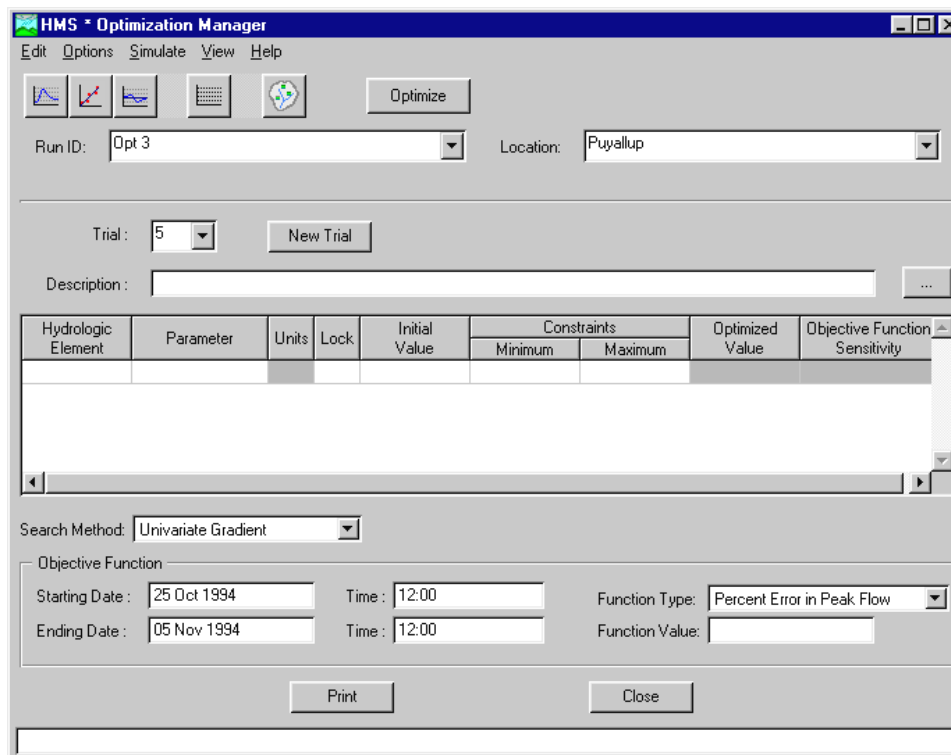 HMS * Optimization Manager
Edit Options Simulate View Help
Optimize
Run ID: Opt 3 Location: Puyallup
Trial : 5 New Trial
Description : ...
Hydrologic Element Parameter Units Lock Initial Value Constraints Minimum Maximum Optimized Value Objective Function Sensitivity
Search Method: Univariate Gradient
Objective Function
Starting Date : 25 Oct 1994 Time : 12:00 Function Type: Percent Error in Peak Flow
Ending Date : 05 Nov 1994 Time : 12:00 Function Value:
Print Close